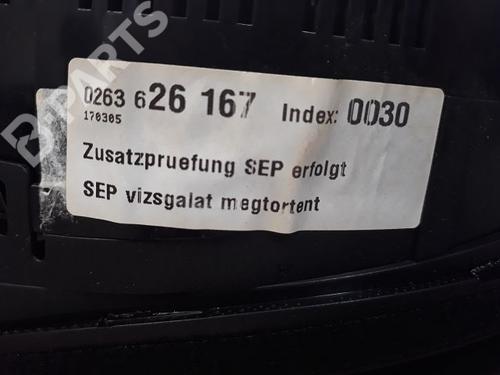 0263 626 167 Index: 0030
170305
Zusatzpruefung SEP erfolgt
SEP vizsgalat megtortent
B-PARTS